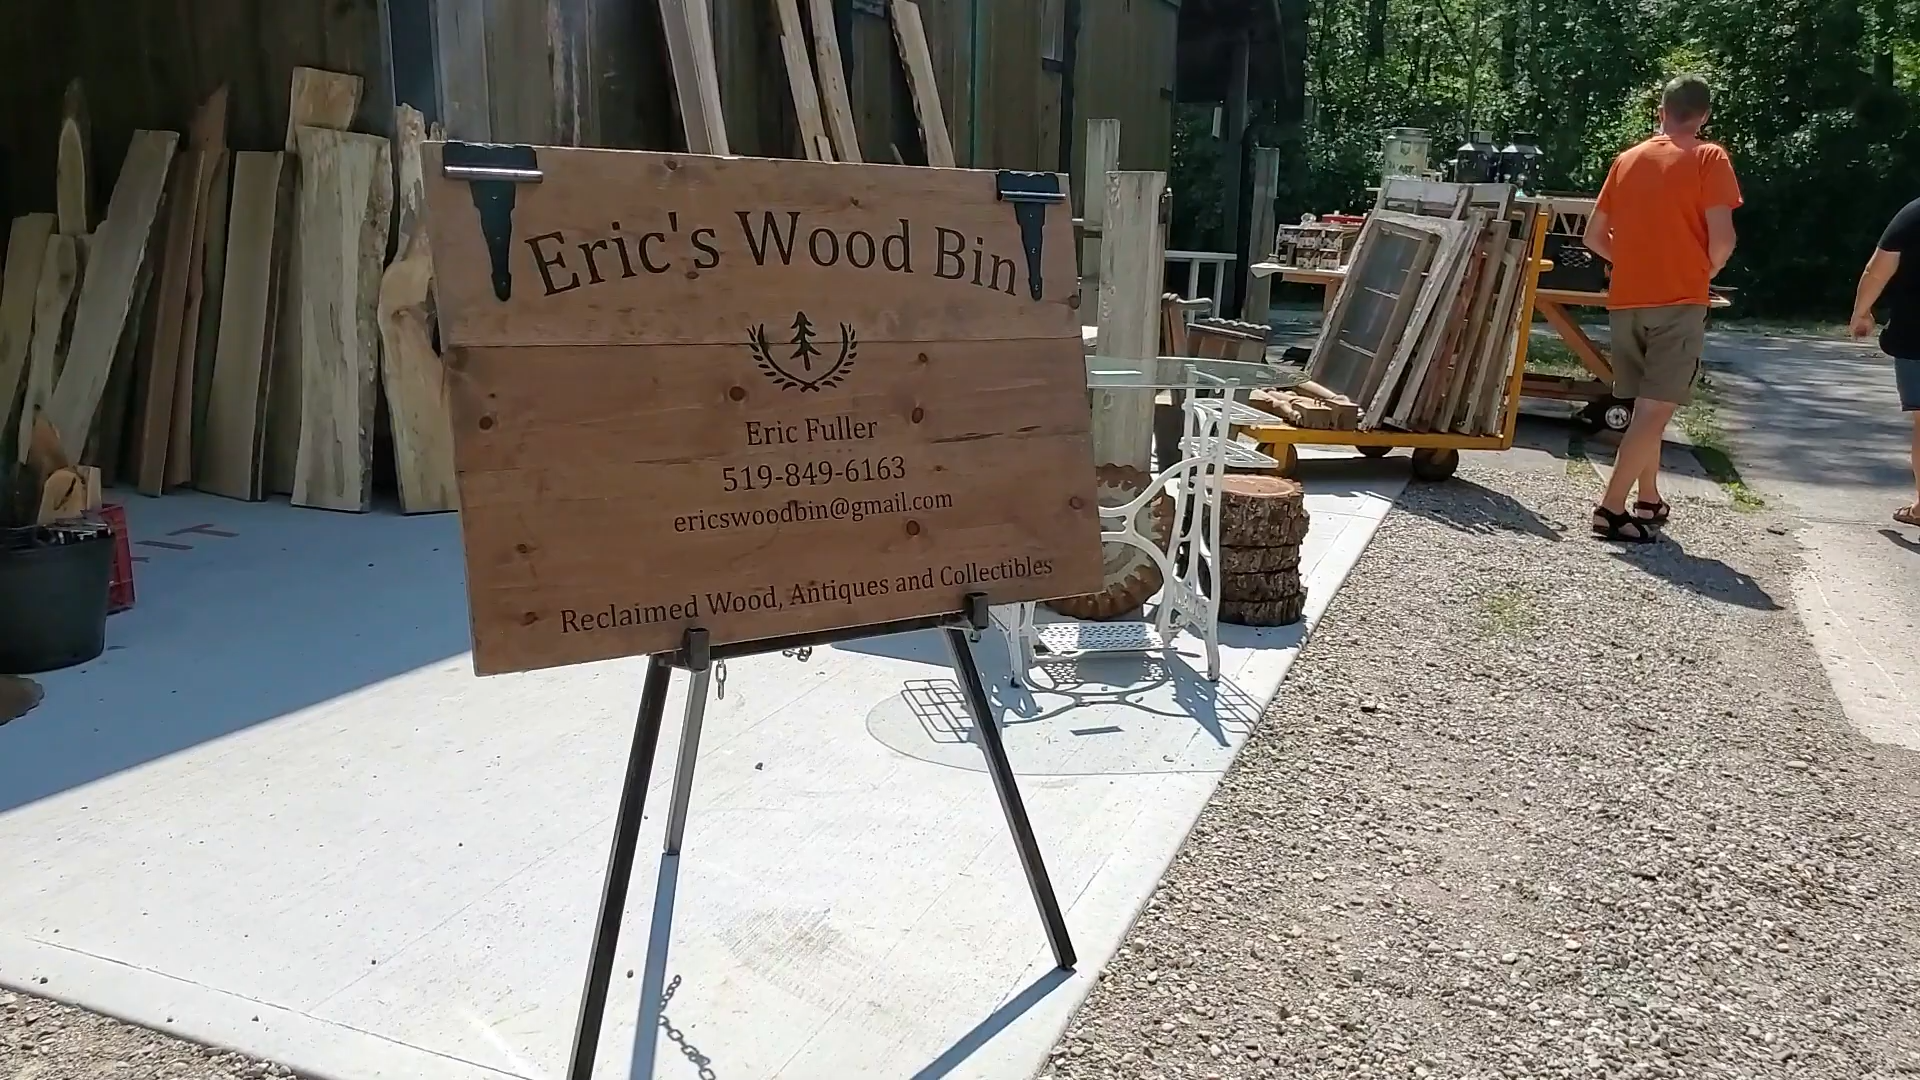 Eric's Wood Bin
Eric Fuller
519-849-6163
ericswoodbin@gmail.com
Reclaimed Wood, Antiques and Collectibles